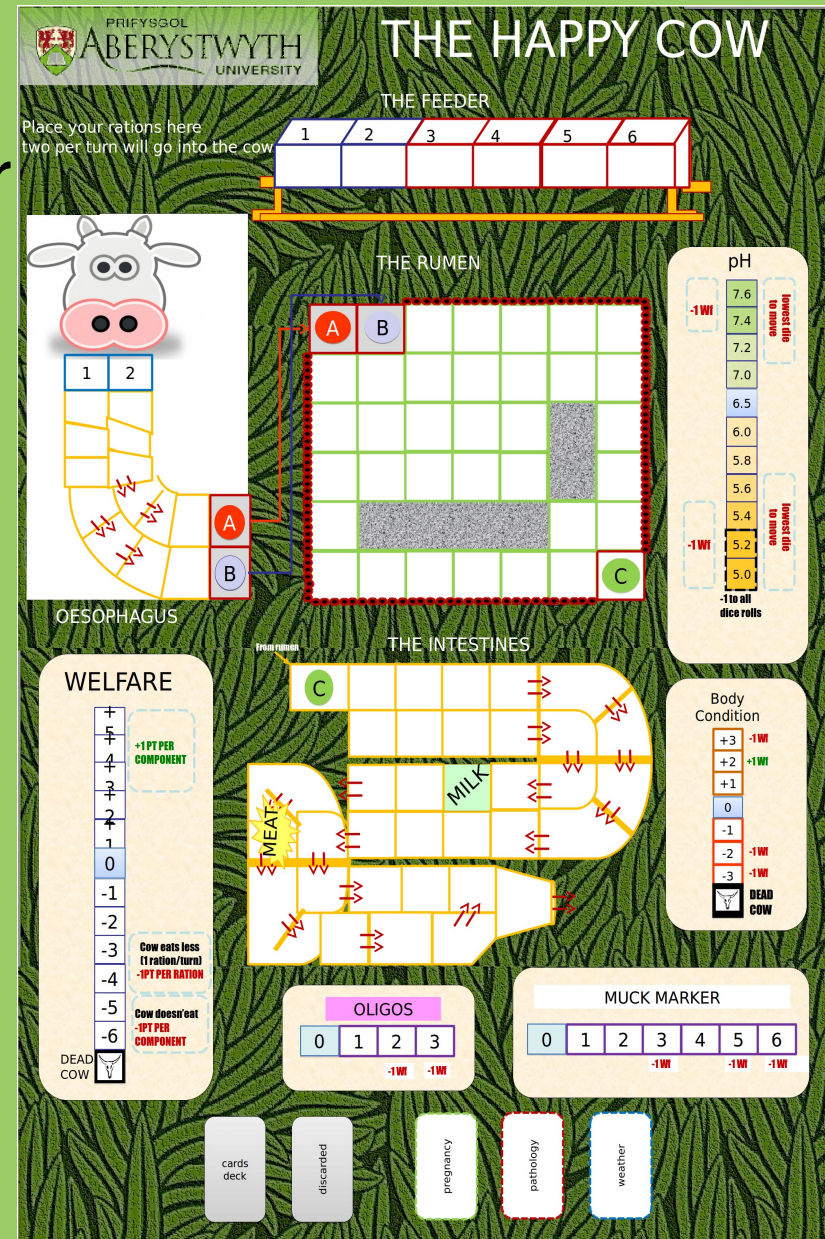 PRIFYSGOL
ABERYSTWYTH
UNIVERSITY
THE HAPPY COW
THE FEEDER
Place your rations here
two per turn will go into the cow
1 2 3 4 5 6
THE RUMEN
A B
C
1 2
A
B
OESOPHAGUS
pH
7.6
7.4
7.2
7.0
6.5
6.0
5.8
5.6
5.4
5.2
5.0
-1 Wf
lowest die
to move
-1 Wf
lowest die
to move
-1 to all
dice rolls
From rumen
THE INTESTINES
C
MILK
MEAT
WELFARE
+5
+4
+3
+2
+1
0
-1
-2
-3
-4
-5
-6
DEAD
COW
+1 PT PER
COMPONENT
Cow eats less
(1 ration/turn)
-1PT PER RATION
Cow doesn'eat
-1PT PER
COMPONENT
Body
Condition
+3 -1 Wf
+2 +1 Wf
+1
0
-1
-2 -1 Wf
-3 -1 Wf
DEAD
COW
OLIGOS
0 1 2 3
-1 Wf -1 Wf
MUCK MARKER
0 1 2 3 4 5 6
-1 Wf -1 Wf -1 Wf
cards
deck
discarded
pregnancy
pathology
weather